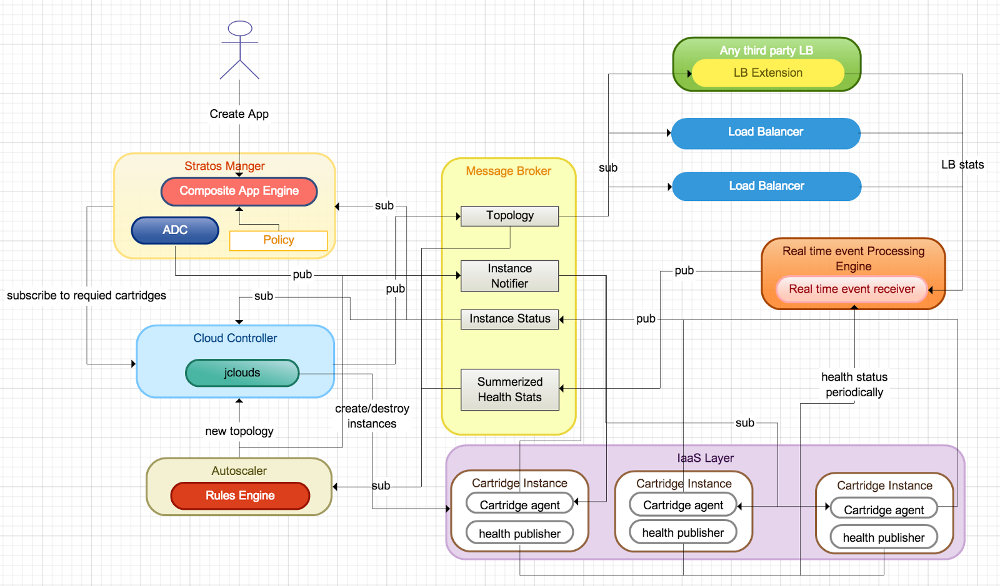 Any third party LB
LB Extension
Create App
Load Balancer
Stratos Manger
Composite App Engine
Message Broker
sub
LB stats
Load Balancer
sub
Topology
ADC
Policy
Real time event Processing
Engine
Real time event receiver
pub
Instance
Notifier
pub
pub
subscribe to requied cartridges
sub
Instance Status
pub
Cloud Controller
jclouds
Summerized
Health Stats
health status
periodically
create/destroy
instances
new topology
sub
IaaS Layer
Autoscaler
Rules Engine
sub
Cartridge Instance
Cartridge agent
health publisher
Cartridge Instance
Cartridge agent
health publisher
Cartridge Instance
Cartridge agent
health publisher